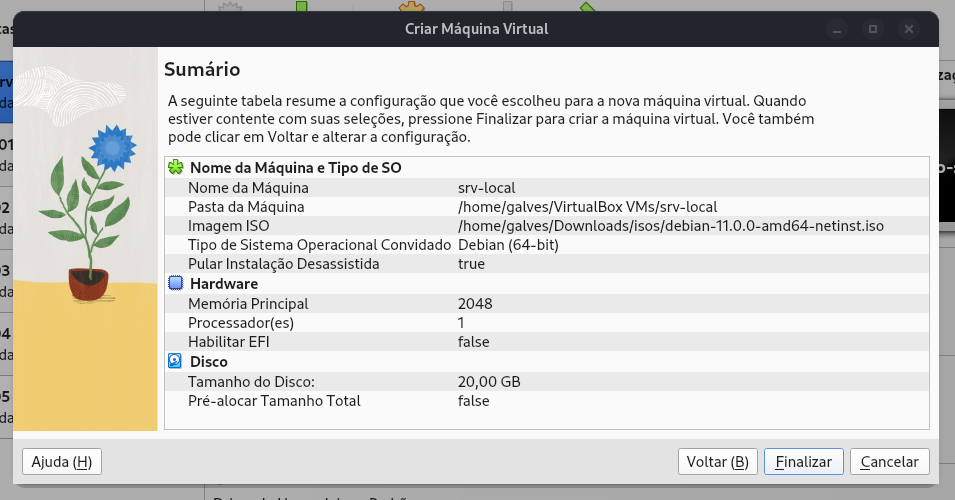 Criar Máquina Virtual
Sumário
A seguinte tabela resume a configuração que você escolheu para a nova máquina virtual. Quando
estiver contente com suas seleções, pressione Finalizar para criar a máquina virtual. Você também
pode clicar em Voltar e alterar a configuração.
Nome da Máquina e Tipo de SO
Nome da Máquina srv-local
Pasta da Máquina /home/galves/VirtualBox VMs/srv-local
Imagem ISO /home/galves/Downloads/isos/debian-11.0.0-amd64-netinst.iso
Tipo de Sistema Operacional Convidado Debian (64-bit)
Pular Instalação Desassistida true
Hardware
Memória Principal 2048
Processador(es) 1
Habilitar EFI false
Disco
Tamanho do Disco: 20,00 GB
Pré-alocar Tamanho Total false
Ajuda (H) Voltar (B) Finalizar Cancelar